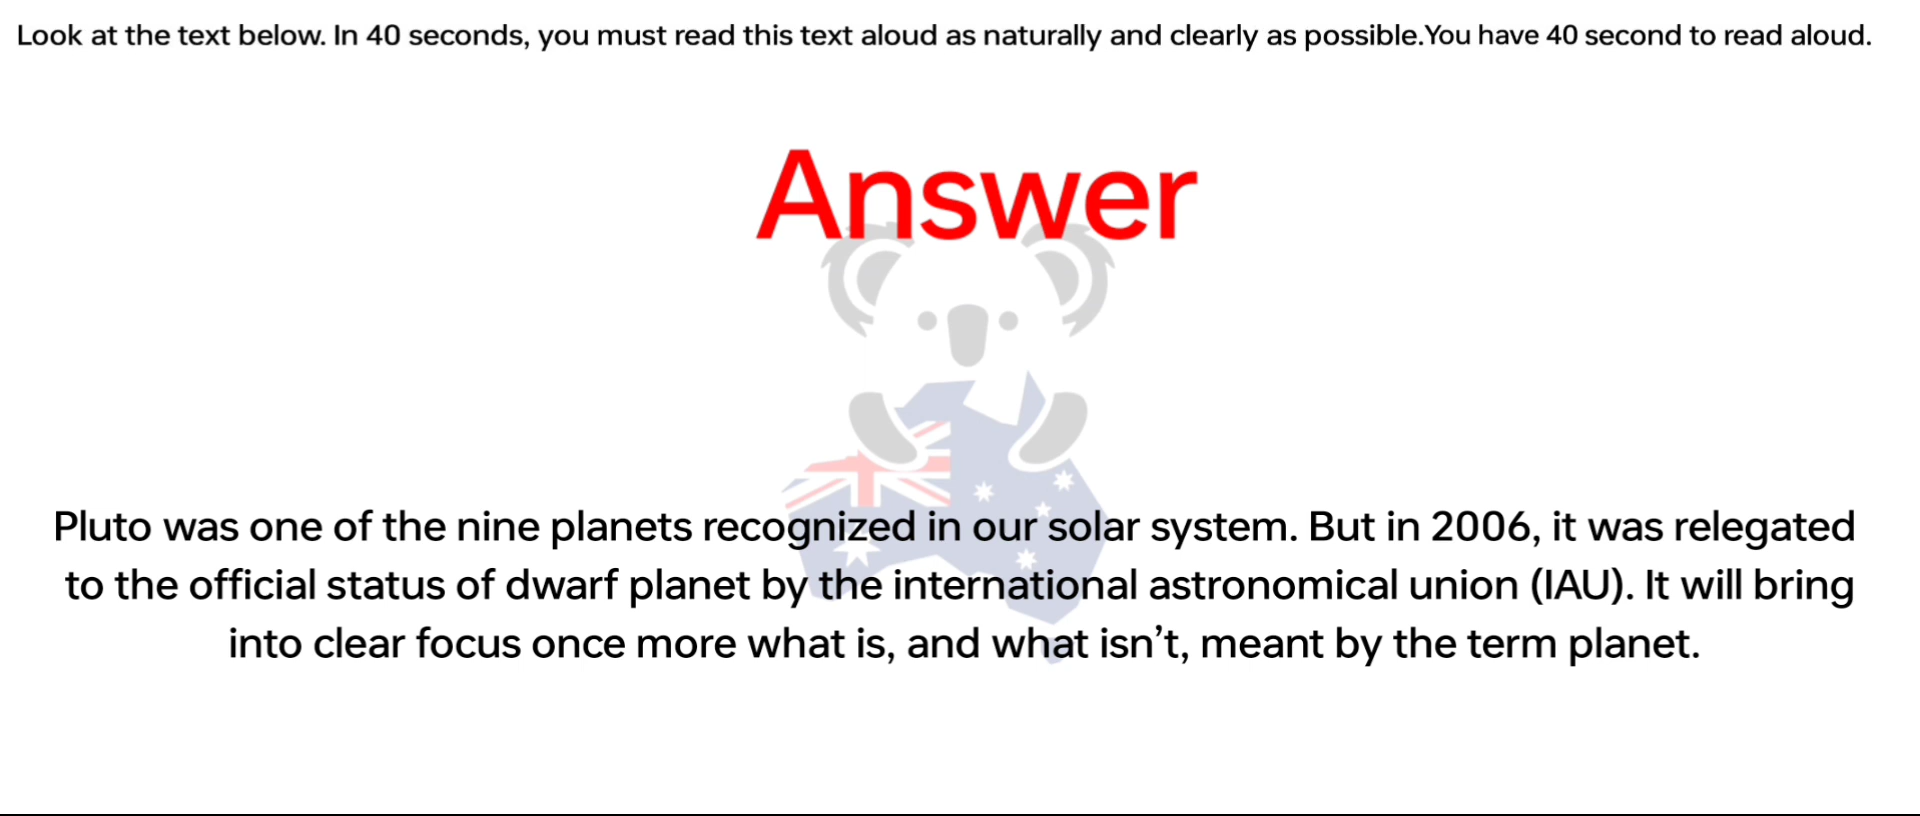 Look at the text below. In 40 seconds, you must read this text aloud as naturally and clearly as possible.You have 40 second to read aloud.
Answer
Pluto was one of the nine planets recognized in our solar system. But in 2006, it was relegated
to the official status of dwarf planet by the international astronomical union (IAU). It will bring
into clear focus once more what is, and what isn’t, meant by the term planet.